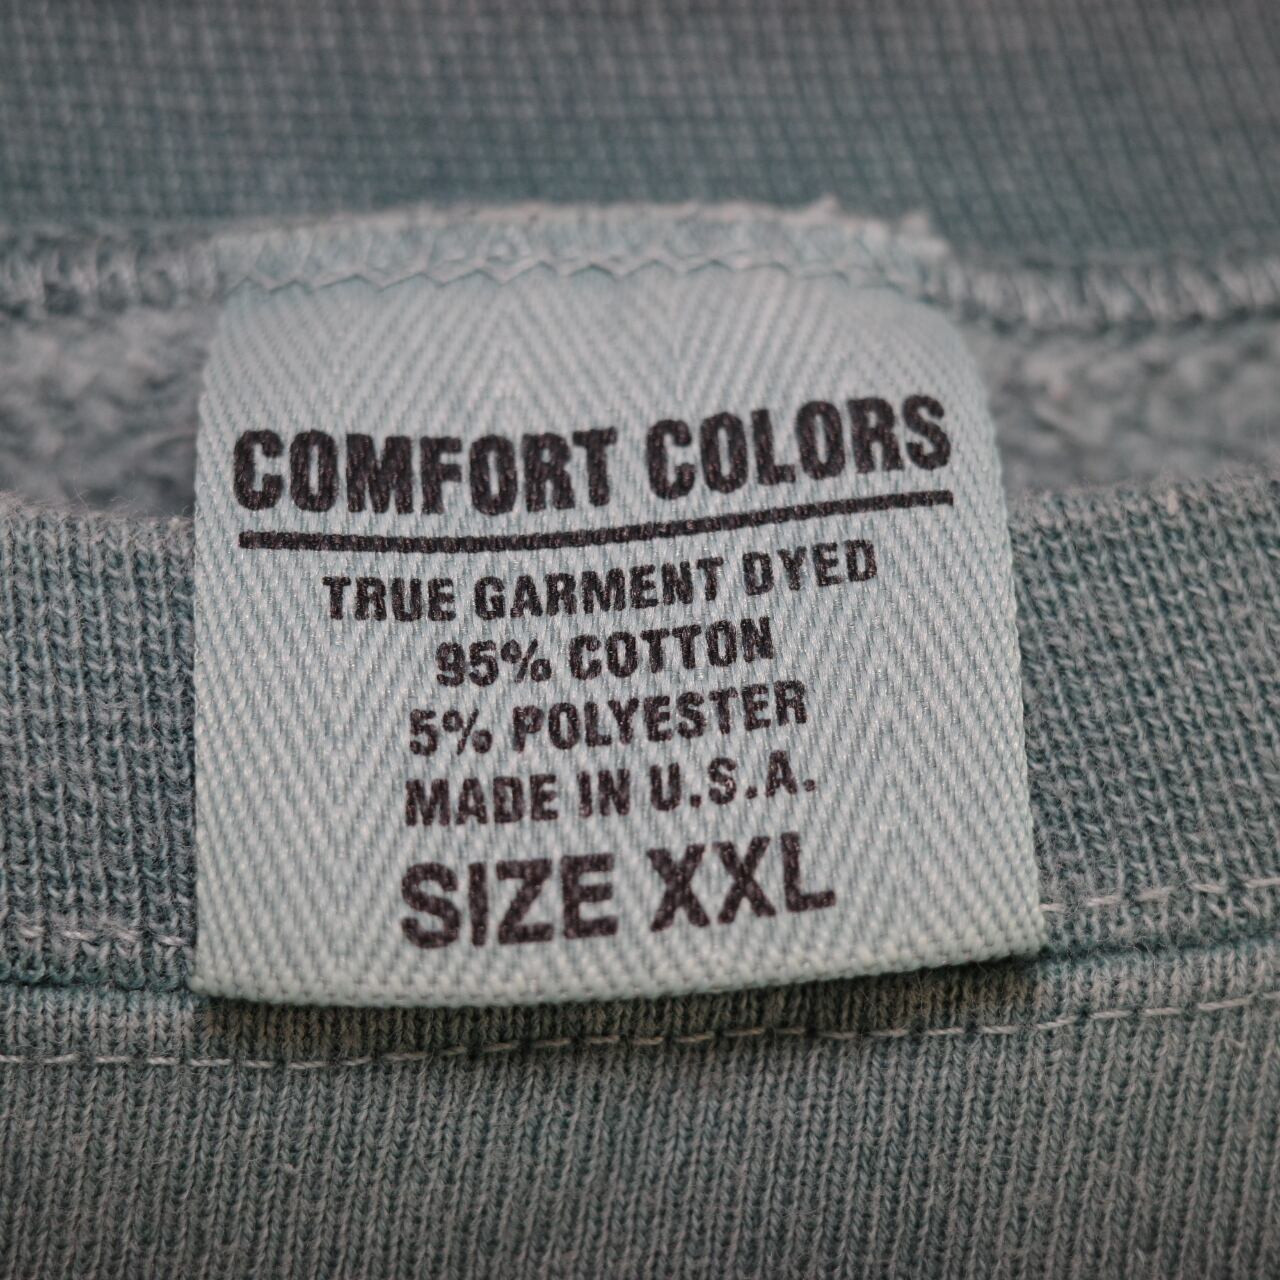 COMFORT COLORS
TRUE GARMENT DYED
95% COTTON
5% POLYESTER
MADE IN U.S.A.
SIZE XXL